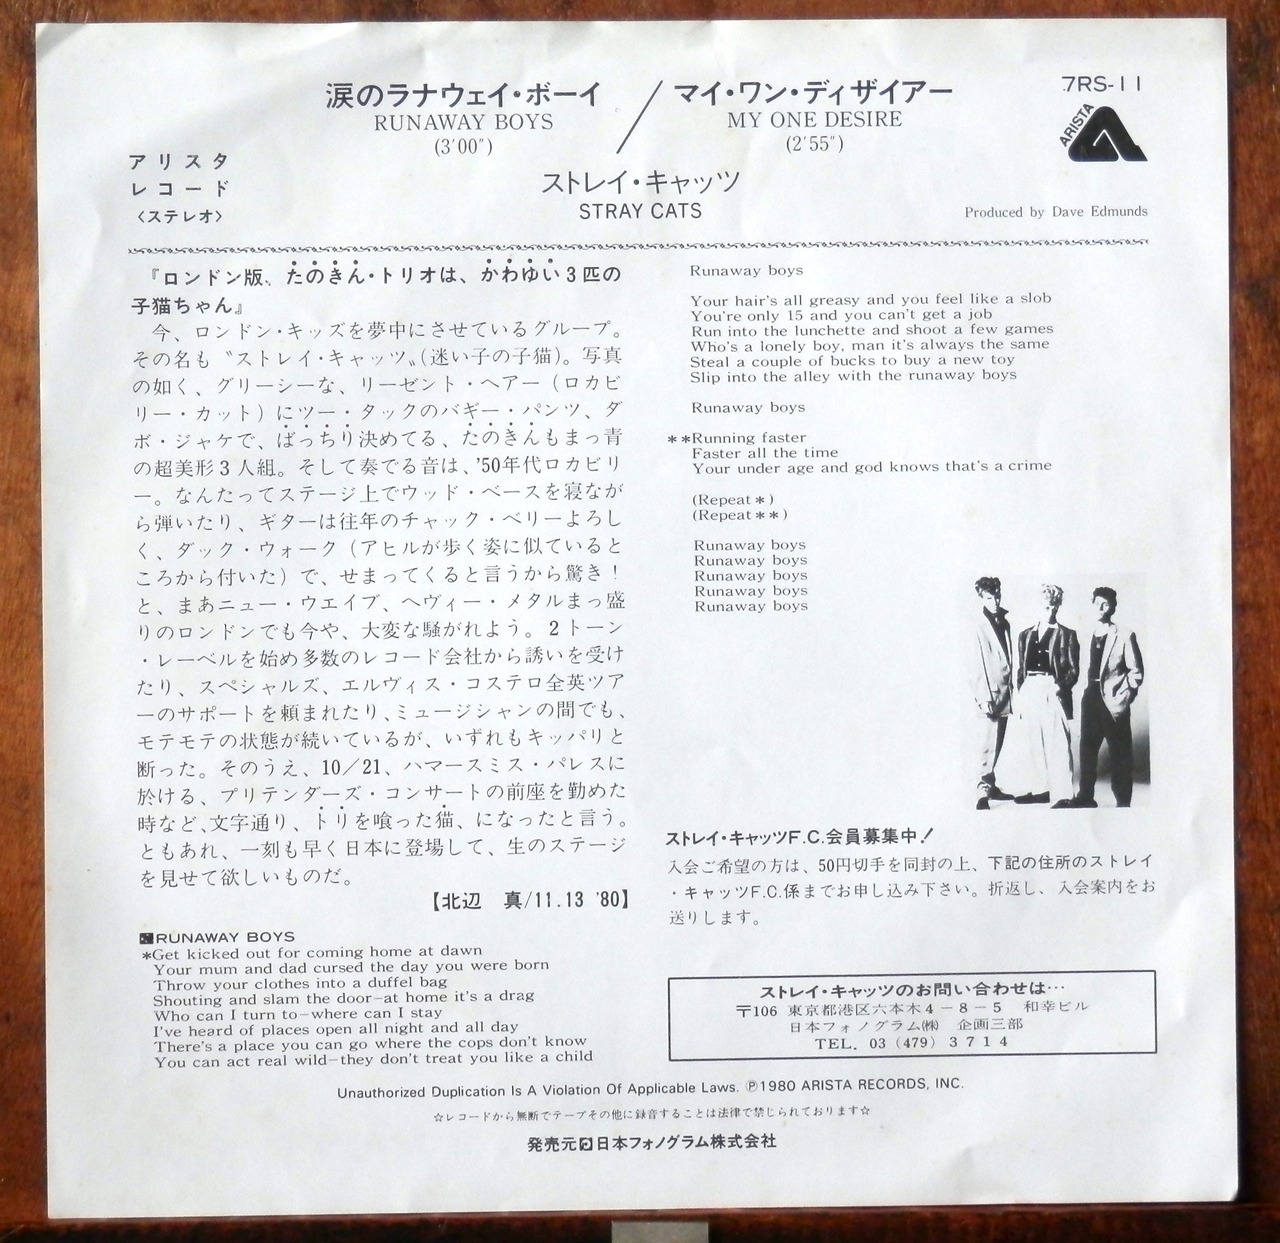 涙のラナウェイ・ボーイ／マイ・ワン・ディザイアー
RUNAWAY BOYS
(3'00")
MY ONE DESIRE
(2'55")
7RS-11
ARISTA
アリスタ
レコード
〈ステレオ〉
ストレイ・キャッツ
STRAY CATS
Produced by Dave Edmunds
『ロンドン版、たのきん・トリオは、かわゆい3匹の
子猫ちゃん』
今、ロンドン・キッズを夢中にさせているグループ。
その名も〝ストレイ・キャッツ〟(迷い子の子猫)。写真
の如く、グリーシーな、リーゼント・ヘアー（ロカビ
リー・カット）にツー・タックのバギー・パンツ、ダ
ボ・ジャケで、ばっちり決めてる、たのきんもまっ青
の超美形3人組。そして奏でる音は、'50年代ロカビリ
ー。なんたってステージ上でウッド・ベースを寝なが
ら弾いたり、ギターは往年のチャック・ベリーよろし
く、ダック・ウォーク（アヒルが歩く姿に似ていると
ころから付いた）で、せまってくると言うから驚き！
と、まあニュー・ウエイブ、ヘヴィー・メタルまっ盛
りのロンドンでも今や、大変な騒がれよう。2トーン
・レーベルを始め多数のレコード会社から誘いを受け
たり、スペシャルズ、エルヴィス・コステロ全英ツア
ーのサポートを頼まれたり、ミュージシャンの間でも、
モテモテの状態が続いているが、いずれもキッパリと
断った。そのうえ、10／21、ハマースミス・パレスに
於ける、プリテンダーズ・コンサートの前座を勤めた
時など、文字通り、トリを喰った猫、になったと言う。
ともあれ、一刻も早く日本に登場して、生のステージ
を見せて欲しいものだ。
【北辺　真/11.13 '80】
RUNAWAY BOYS
*Get kicked out for coming home at dawn
Your mum and dad cursed the day you were born
Throw your clothes into a duffel bag
Shouting and slam the door–at home it's a drag
Who can I turn to–where can I stay
I've heard of places open all night and all day
There's a place you can go where the cops don't know
You can act real wild–they don't treat you like a child
Runaway boys
Your hair's all greasy and you feel like a slob
You're only 15 and you can't get a job
Run into the lunchette and shoot a few games
Who's a lonely boy, man it's always the same
Steal a couple of bucks to buy a new toy
Slip into the alley with the runaway boys
Runaway boys
**Running faster
Faster all the time
Your under age and god knows that's a crime
(Repeat *)
(Repeat **)
Runaway boys
Runaway boys
Runaway boys
Runaway boys
Runaway boys
ストレイ・キャッツF.C.会員募集中！
入会ご希望の方は、50円切手を同封の上、下記の住所のストレイ
・キャッツF.C.係までお申し込み下さい。折返し、入会案内をお
送りします。
ストレイ・キャッツのお問い合わせは…
〒106 東京都港区六本木4－8－5　和幸ビル
日本フォノグラム㈱　企画三部
TEL. 03 (479) 3714
Unauthorized Duplication Is A Violation Of Applicable Laws. ℗1980 ARISTA RECORDS, INC.
☆レコードから無断でテープその他に録音することは法律で禁じられております☆
発売元 日本フォノグラム株式会社